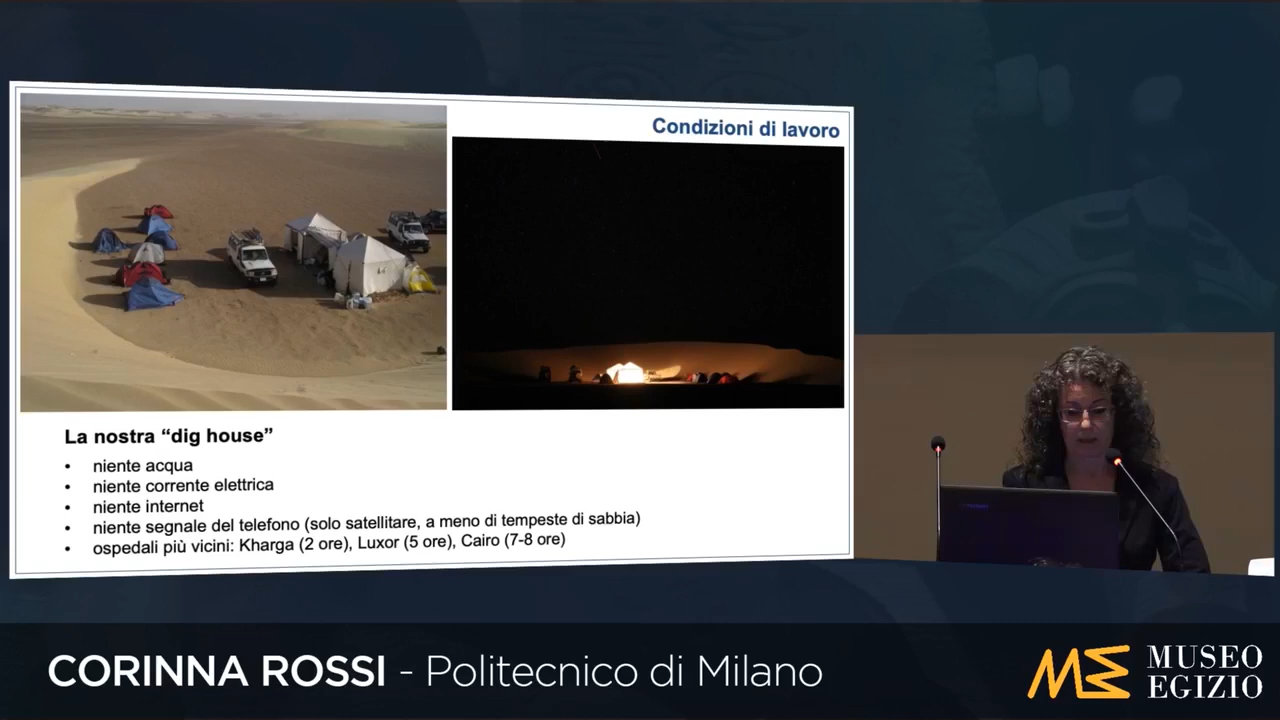 Condizioni di lavoro
La nostra “dig house”
• niente acqua
• niente corrente elettrica
• niente internet
• niente segnale del telefono (solo satellitare, a meno di tempeste di sabbia)
• ospedali più vicini: Kharga (2 ore), Luxor (5 ore), Cairo (7-8 ore)
CORINNA ROSSI - Politecnico di Milano
ME
MUSEO
EGIZIO